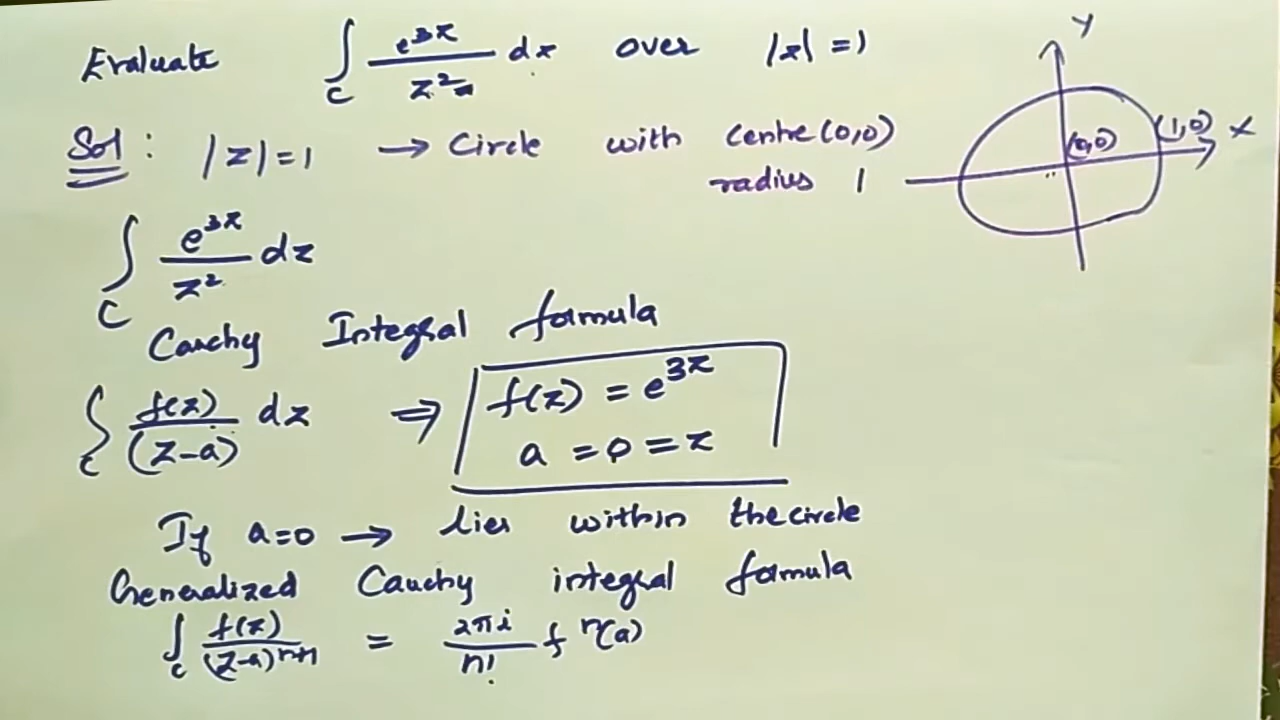 Evaluate ∫_C e^{3z}/z² dz over |z| = 1
Sol : |z| = 1 → Circle with centre (0,0)
radius 1
Y
(0,0) (1,0) X
∫_C e^{3z}/z² dz
Cauchy Integral formula
∫_C f(z)/(z-a) dz ⇒ f(z) = e^{3z}
a = 0 = z
If a=0 → lies within the circle
Generalized Cauchy integral formula
∫_C f(z)/(z-a)^{n+1} = 2πi/n! f^n(a)